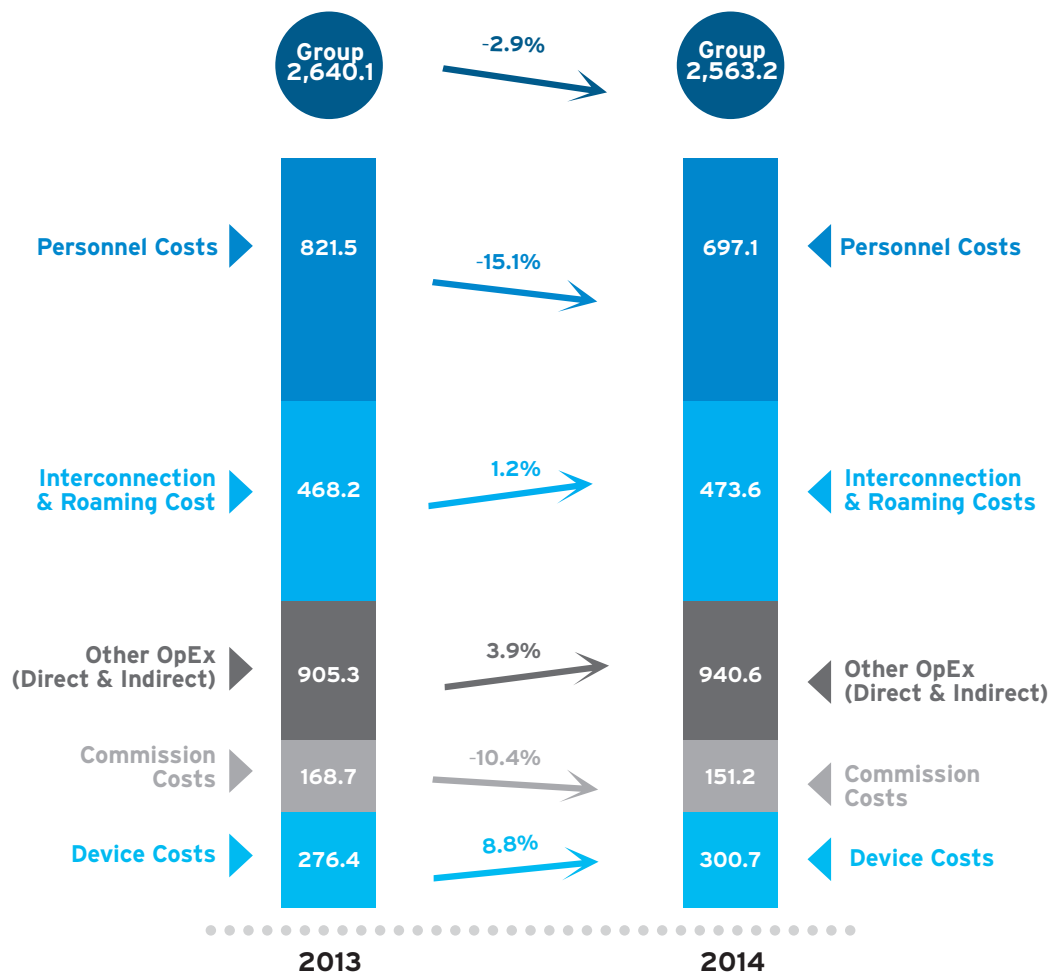 Group
2,640.1
-2.9%
Group
2,563.2
Personnel Costs
821.5
-15.1%
697.1
Personnel Costs
Interconnection
& Roaming Cost
468.2
1.2%
473.6
Interconnection
& Roaming Costs
Other OpEx
(Direct & Indirect)
905.3
3.9%
940.6
Other OpEx
(Direct & Indirect)
Commission
Costs
168.7
-10.4%
151.2
Commission
Costs
Device Costs
276.4
8.8%
300.7
Device Costs
2013
2014